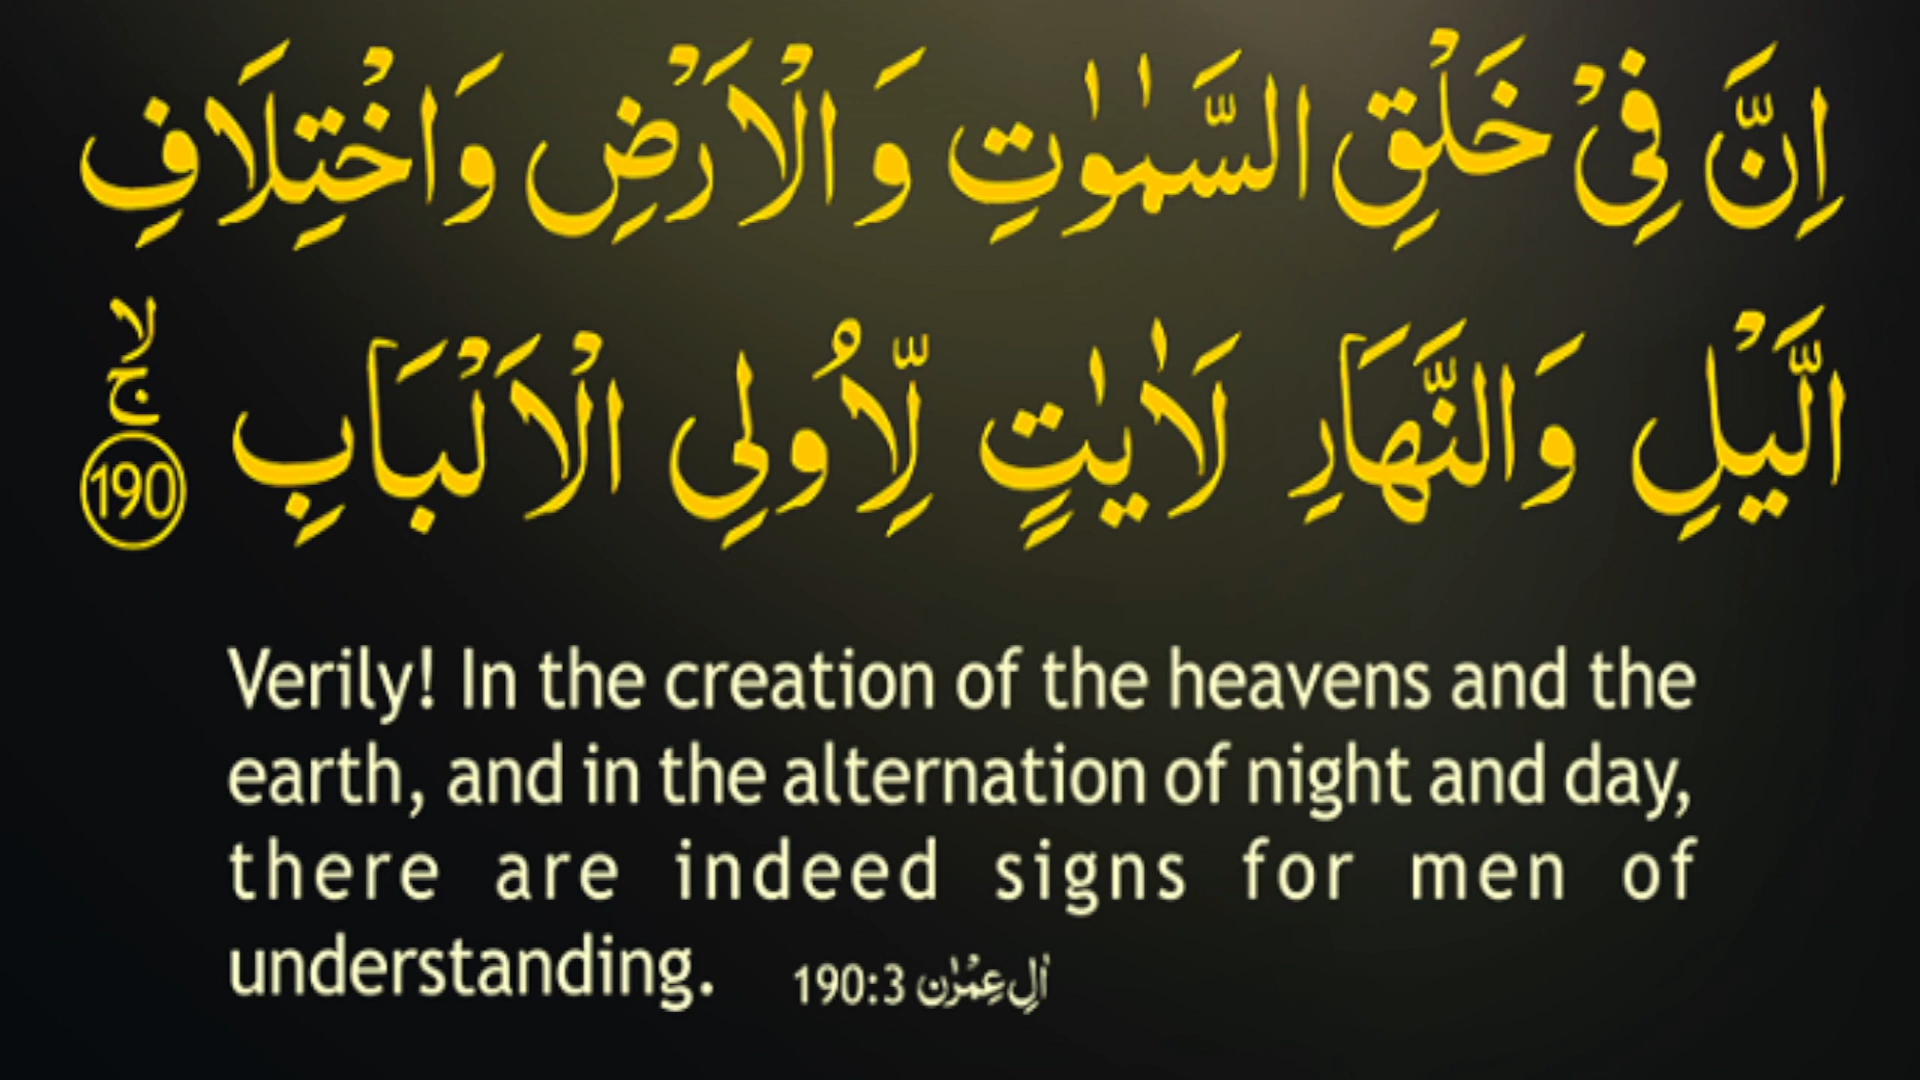 اِنَّ فِىْ خَلْقِ السَّمٰوٰتِ وَ الْاَرْضِ وَاخْتِلَافِ
الَّيْلِ وَالنَّهَارِ لَاٰيٰتٍ لِّاُولِى الْاَلْبَابِ ۙۚ 190
Verily! In the creation of the heavens and the
earth, and in the alternation of night and day,
there are indeed signs for men of
understanding. اٰلِ عِمْرٰن 190:3